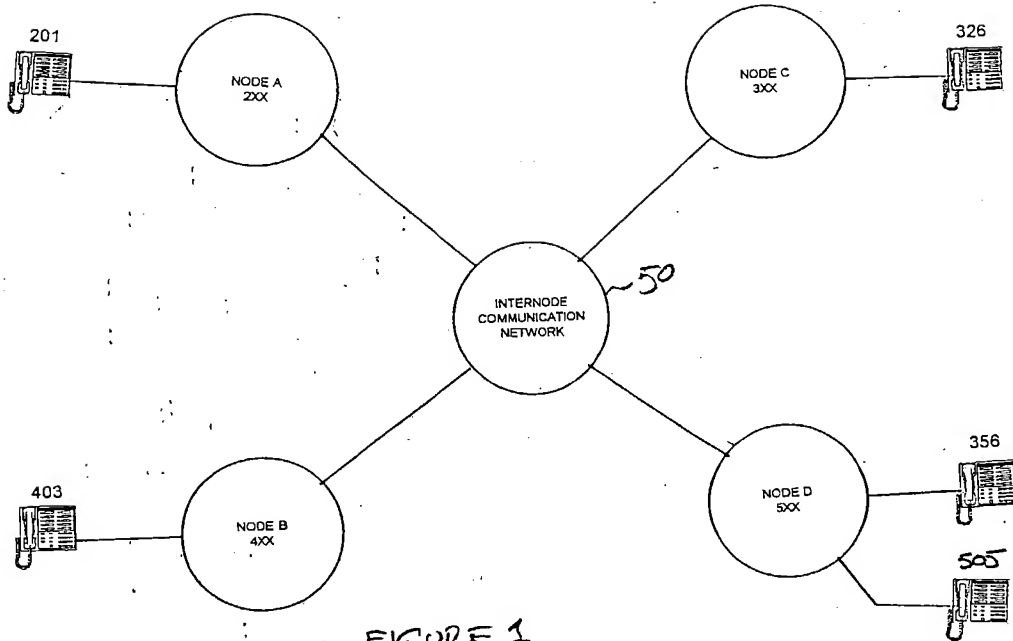 201
NODE A
2XX
326
NODE C
3XX
INTERNODE
COMMUNICATION
NETWORK
50
403
NODE B
4XX
356
NODE D
5XX
505
FIGURE 1